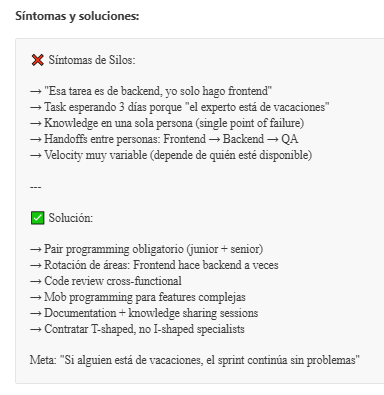 Síntomas y soluciones:
❌ Síntomas de Silos:
→ "Esa tarea es de backend, yo solo hago frontend"
→ Task esperando 3 días porque "el experto está de vacaciones"
→ Knowledge en una sola persona (single point of failure)
→ Handoffs entre personas: Frontend → Backend → QA
→ Velocity muy variable (depende de quién esté disponible)
---
✅ Solución:
→ Pair programming obligatorio (junior + senior)
→ Rotación de áreas: Frontend hace backend a veces
→ Code review cross-functional
→ Mob programming para features complejas
→ Documentation + knowledge sharing sessions
→ Contratar T-shaped, no I-shaped specialists
Meta: "Si alguien está de vacaciones, el sprint continúa sin problemas"